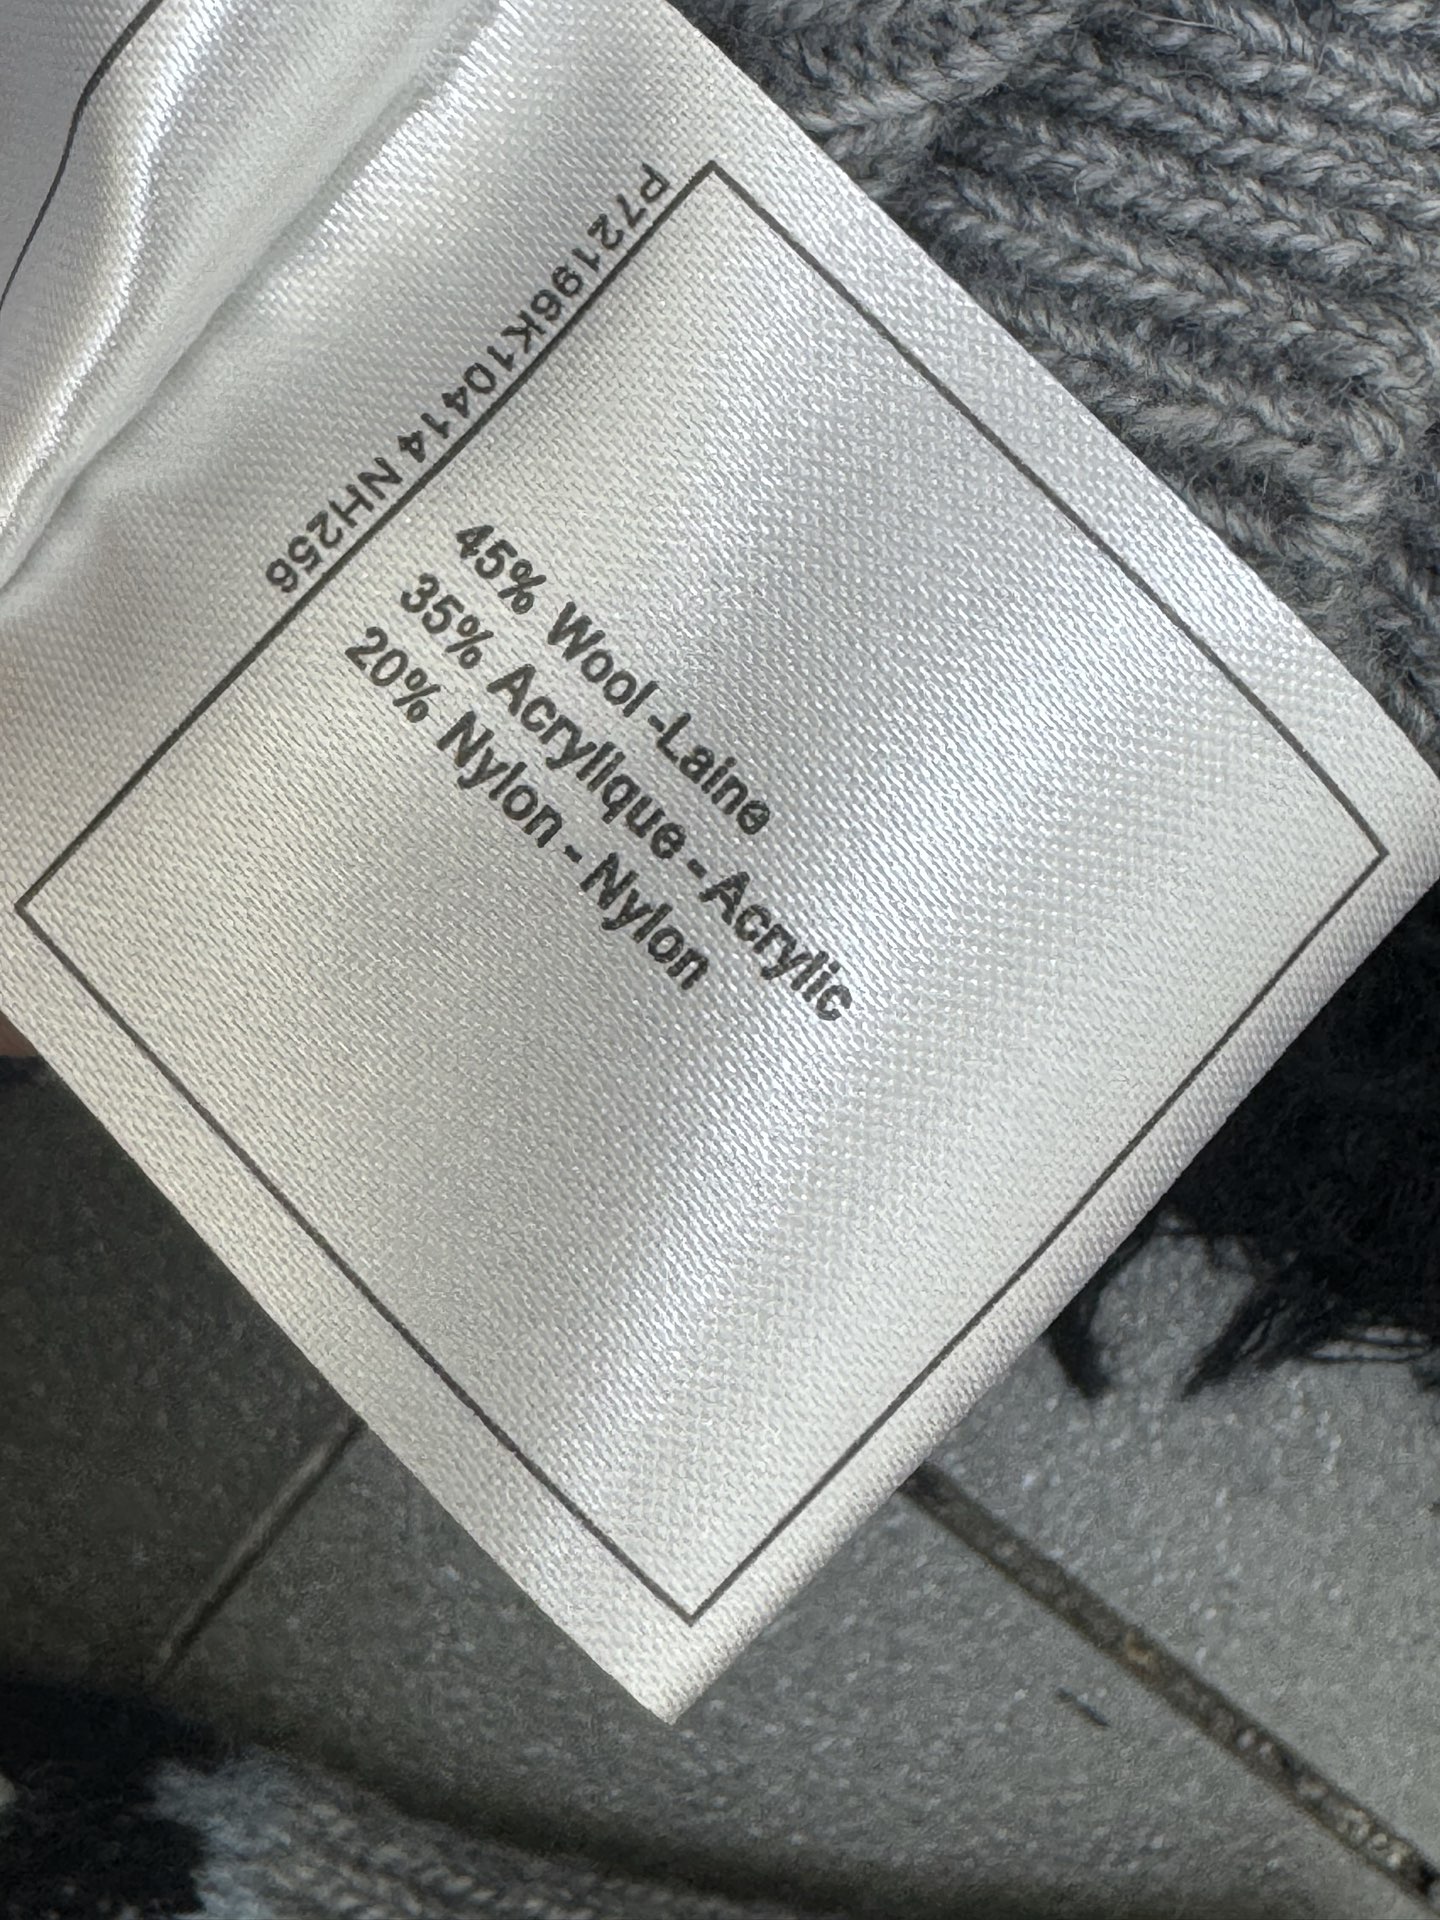 P72196K10414 NH256
45% Wool-Laine
35% Acrylique - Acrylic
20% Nylon - Nylon